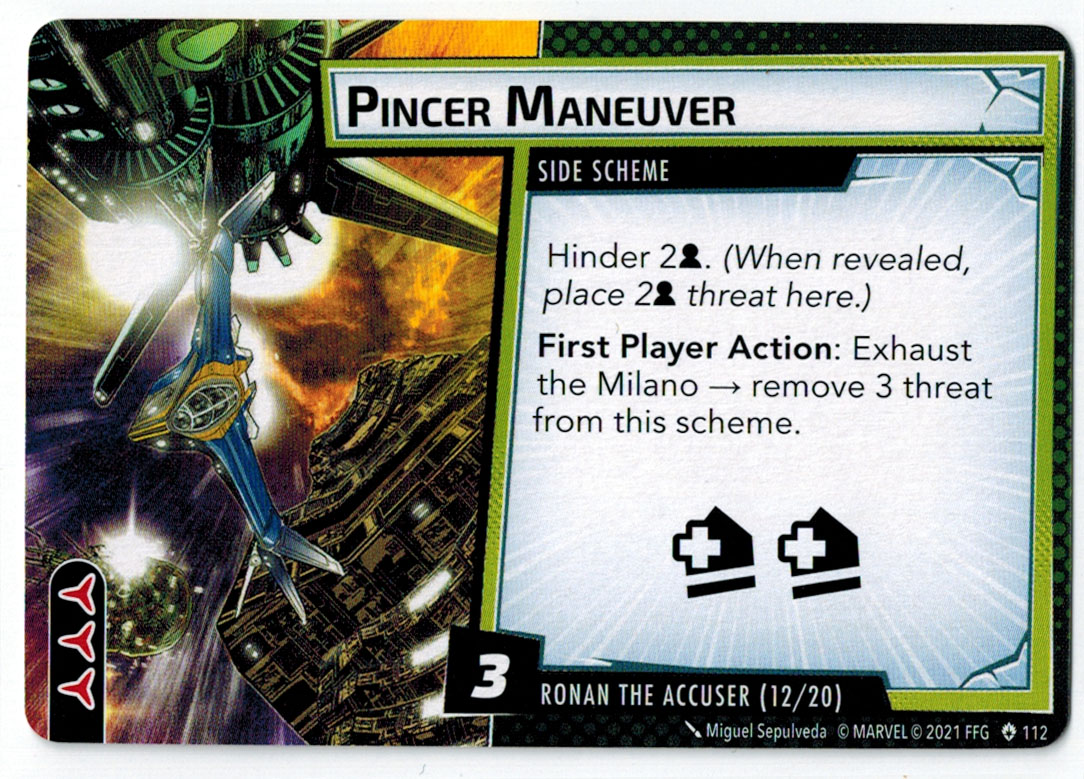 PINCER MANEUVER
SIDE SCHEME
Hinder 2. (When revealed,
place 2 threat here.)
First Player Action: Exhaust
the Milano → remove 3 threat
from this scheme.
3
RONAN THE ACCUSER (12/20)
Miguel Sepulveda © MARVEL © 2021 FFG 112